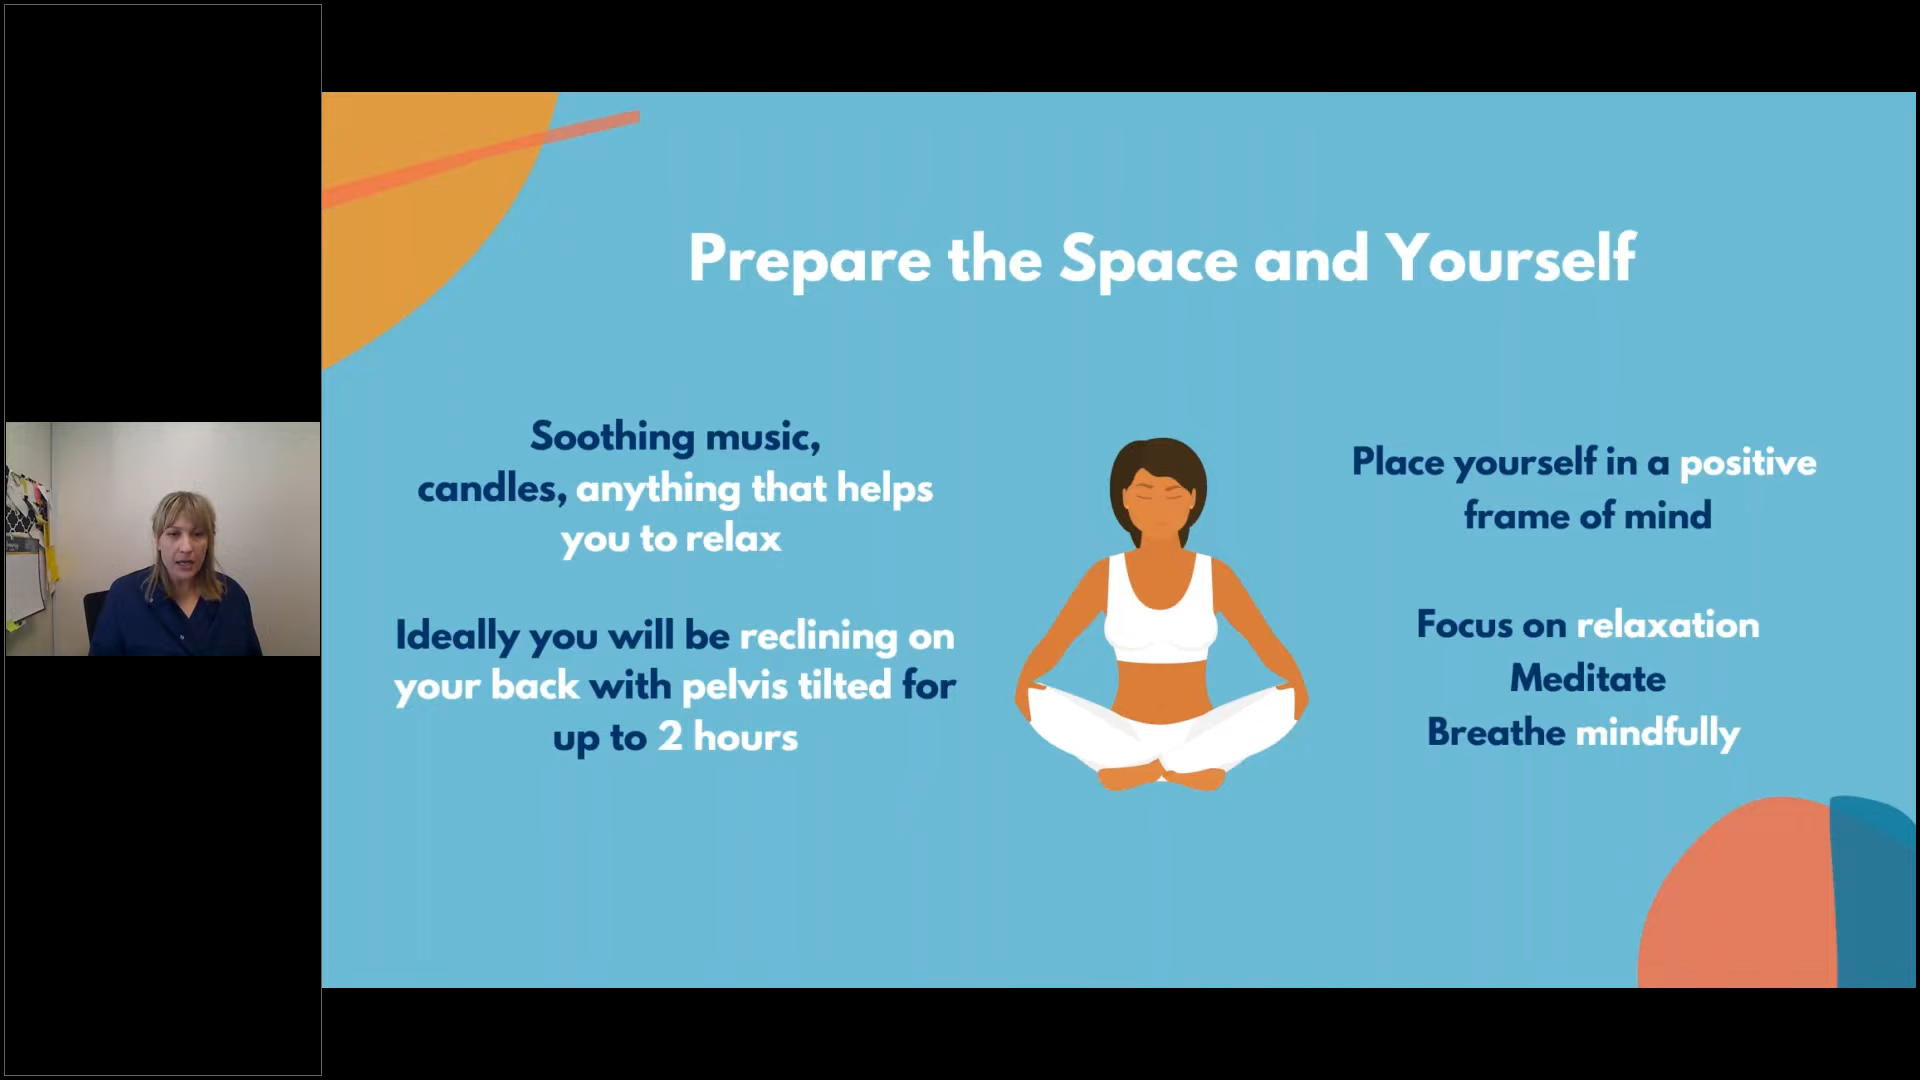 Prepare the Space and Yourself
Soothing music,
candles, anything that helps
you to relax
Ideally you will be reclining on
your back with pelvis tilted for
up to 2 hours
Place yourself in a positive
frame of mind
Focus on relaxation
Meditate
Breathe mindfully